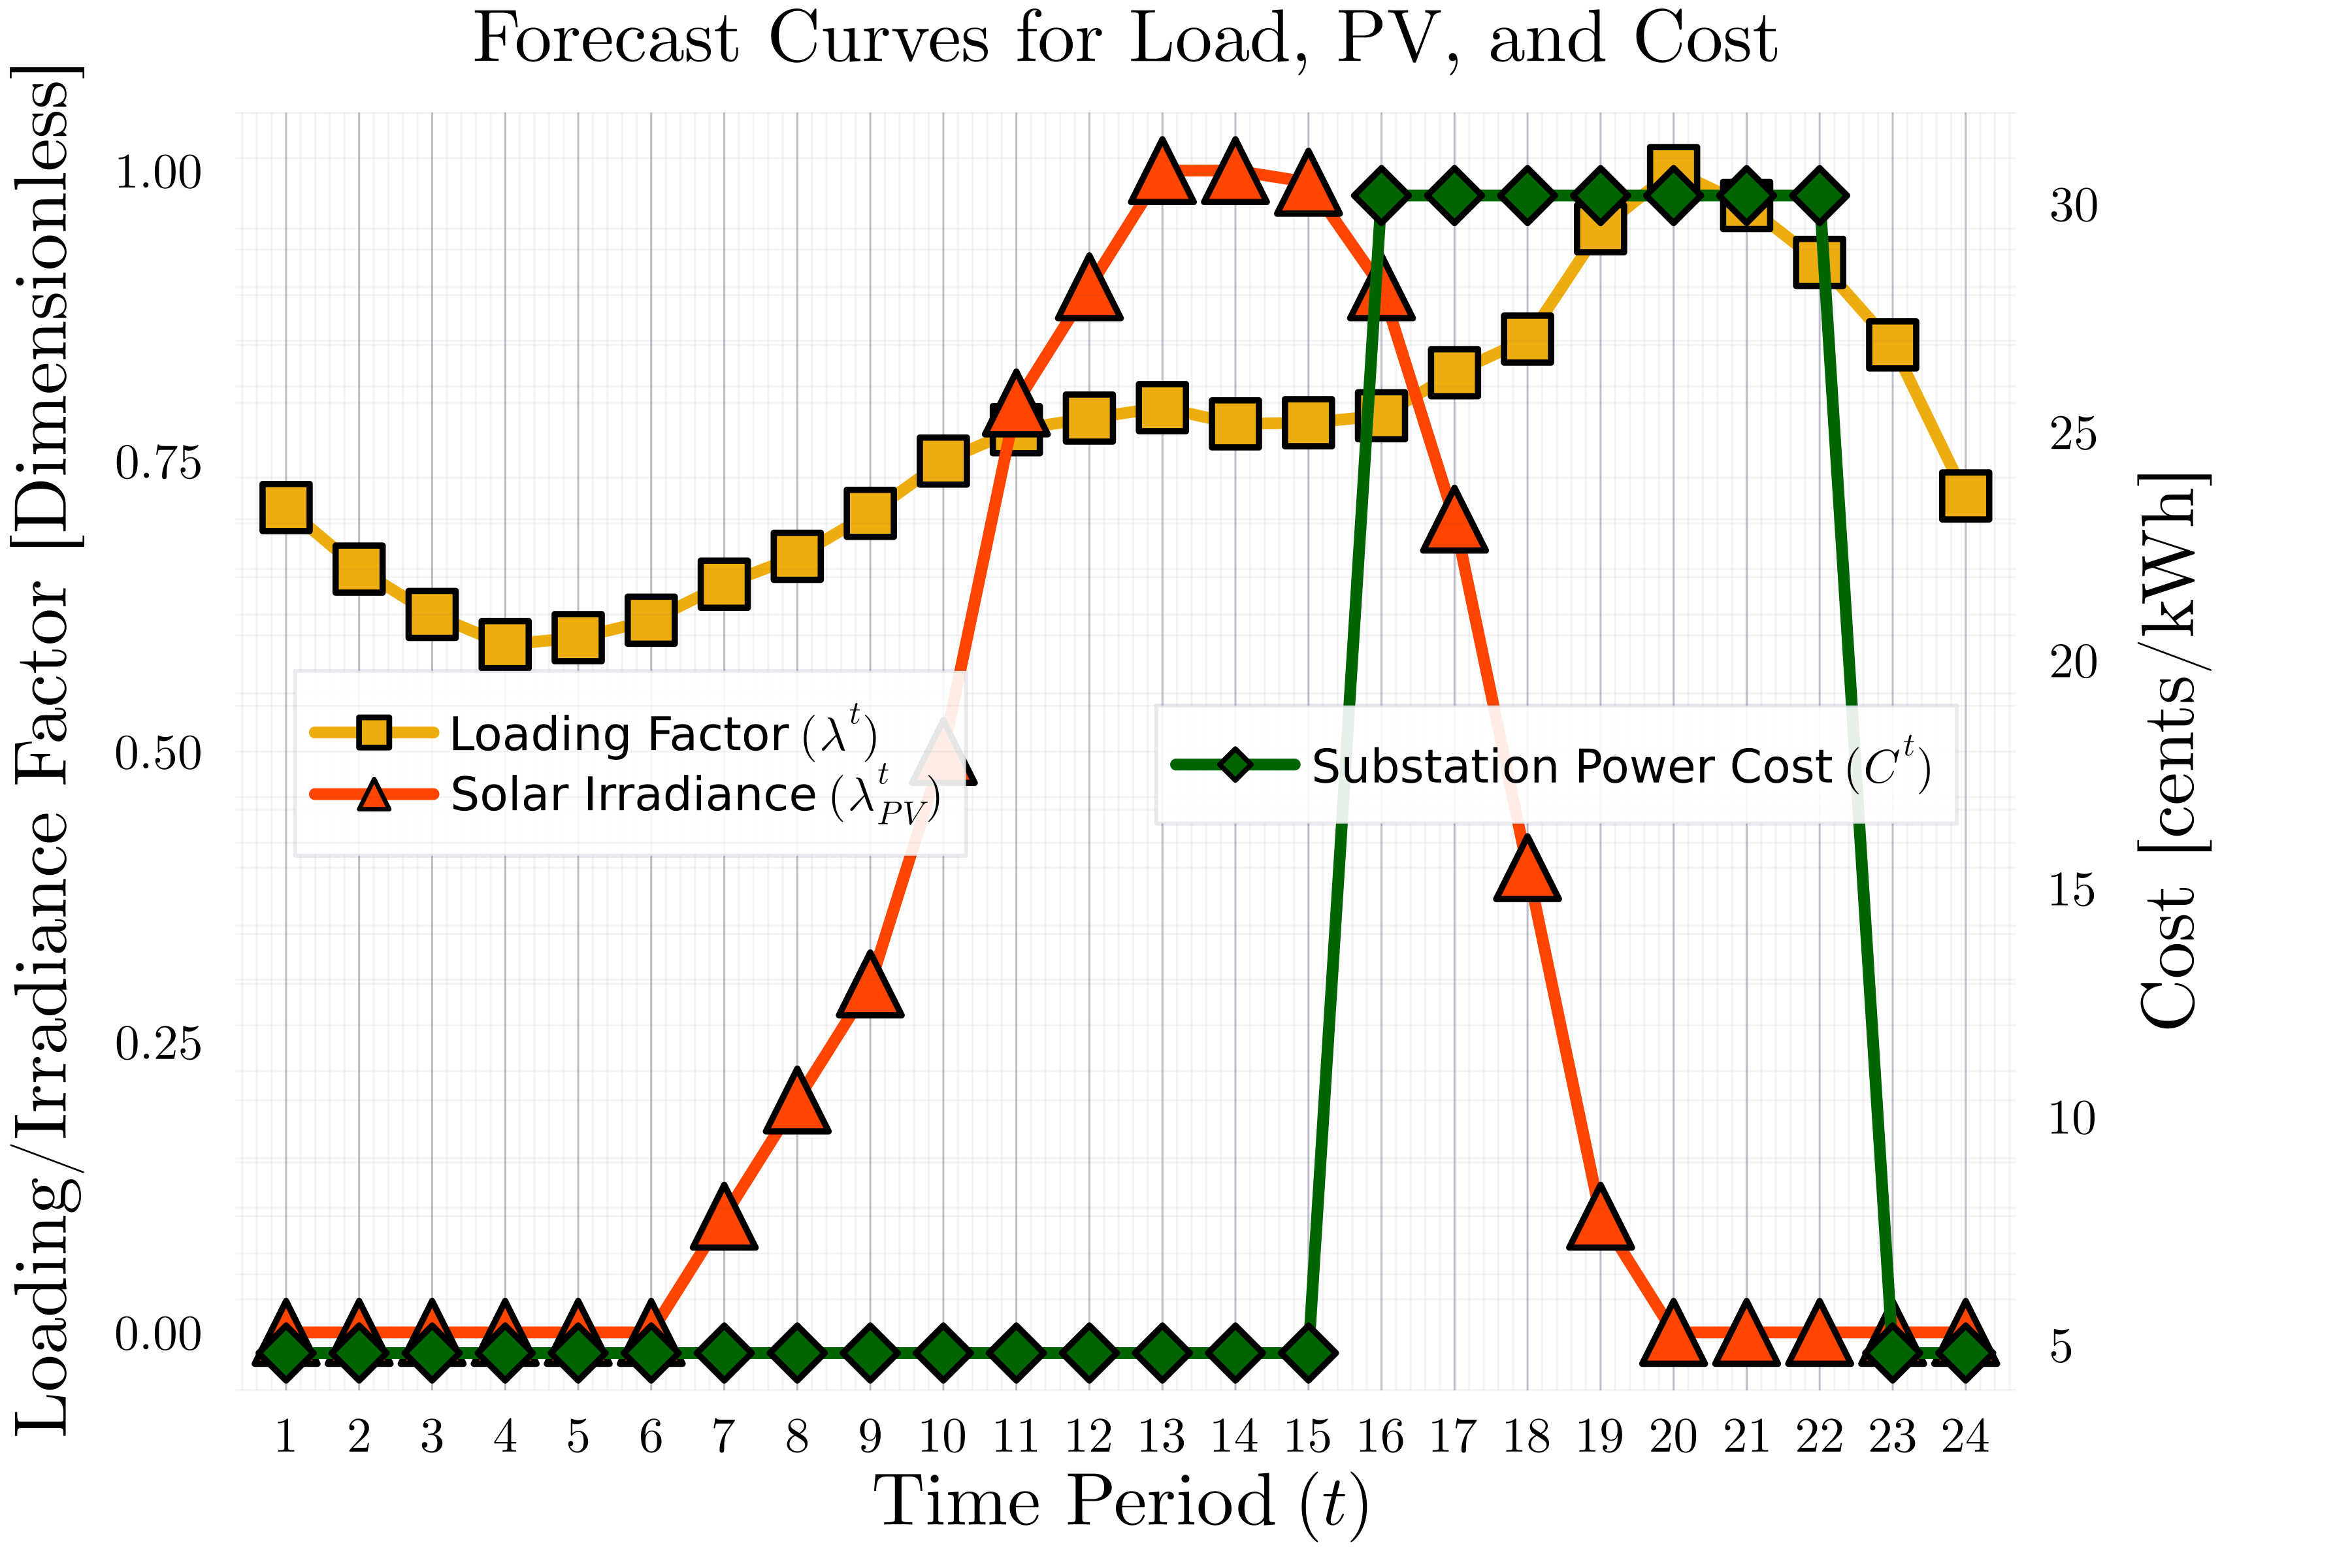 Forecast Curves for Load, PV, and Cost
Loading/Irradiance Factor [Dimensionless]
1.00
0.75
0.50
0.25
0.00
Loading Factor (λ^t)
Solar Irradiance (λ^t_PV)
Substation Power Cost (C^t)
30
25
20
15
10
5
Cost [cents/kWh]
1 2 3 4 5 6 7 8 9 10 11 12 13 14 15 16 17 18 19 20 21 22 23 24
Time Period (t)